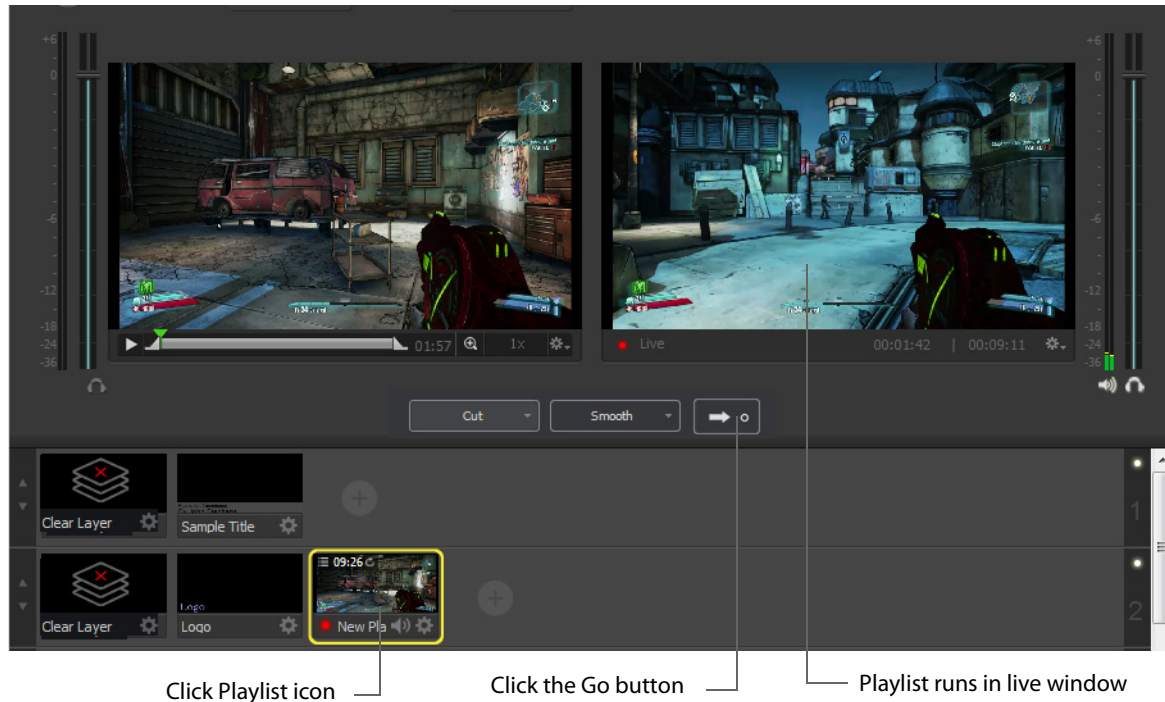 +6
0
-6
-12
-18
-24
-36
01:57
1x
Live
00:01:42 | 00:09:11
+6
0
-6
-12
-18
-24
-36
Cut
Smooth
Clear Layer
Sample Title
1
Clear Layer
Logo
Logo
09:26
New Pla
2
Click Playlist icon
Click the Go button
Playlist runs in live window